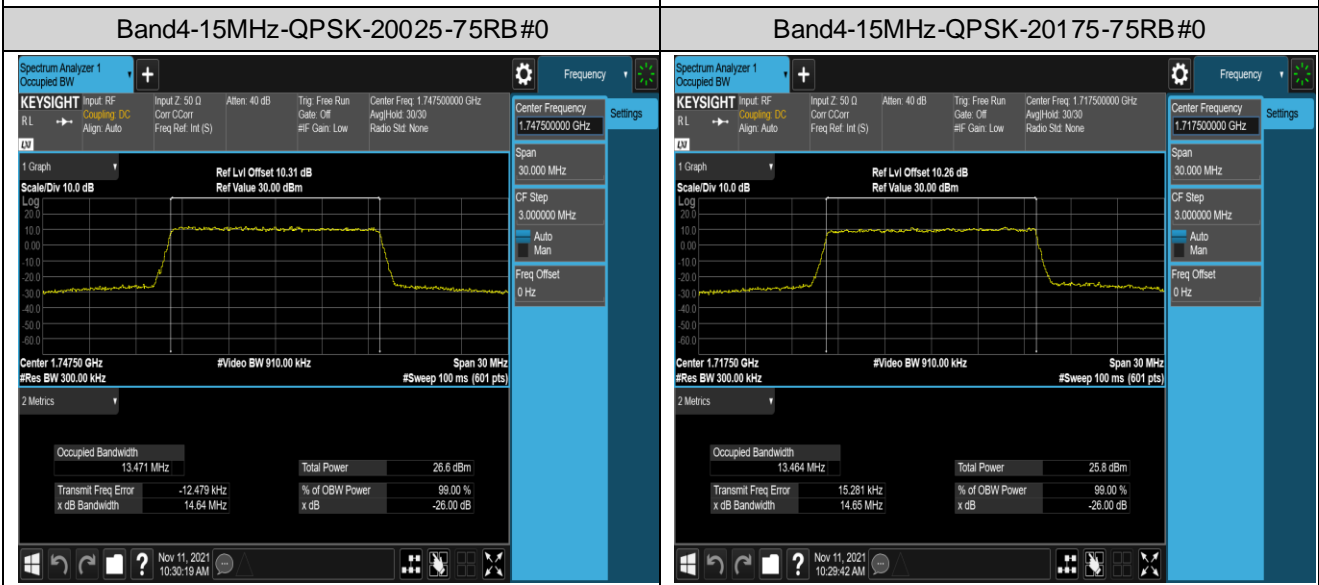 Band4-15MHz-QPSK-20025-75RB#0
Spectrum Analyzer 1
Occupied BW
+
Frequency
KEYSIGHT Input: RF Input Z: 50 Ω Atten: 40 dB Trig: Free Run Center Freq: 1.747500000 GHz
RL Coupling: DC Corr CCorr Gate: Off Avg|Hold: 30/30
Align: Auto Freq Ref: Int (S) #IF Gain: Low Radio Std: None
LXI
Center Frequency
1.747500000 GHz
Settings
Span
30.000 MHz
CF Step
3.000000 MHz
Auto
Man
Freq Offset
0 Hz
1 Graph
Ref Lvl Offset 10.31 dB
Scale/Div 10.0 dB Ref Value 30.00 dBm
Log
20.0
10.0
0.00
-10.0
-20.0
-30.0
-40.0
-50.0
-60.0
Center 1.74750 GHz #Video BW 910.00 kHz Span 30 MHz
#Res BW 300.00 kHz #Sweep 100 ms (601 pts)
2 Metrics
Occupied Bandwidth
13.471 MHz Total Power 26.6 dBm
Transmit Freq Error -12.479 kHz % of OBW Power 99.00 %
x dB Bandwidth 14.64 MHz x dB -26.00 dB
? Nov 11, 2021
10:30:19 AM
Band4-15MHz-QPSK-20175-75RB#0
Spectrum Analyzer 1
Occupied BW
+
Frequency
KEYSIGHT Input: RF Input Z: 50 Ω Atten: 40 dB Trig: Free Run Center Freq: 1.717500000 GHz
RL Coupling: DC Corr CCorr Gate: Off Avg|Hold: 30/30
Align: Auto Freq Ref: Int (S) #IF Gain: Low Radio Std: None
LXI
Center Frequency
1.717500000 GHz
Settings
Span
30.000 MHz
CF Step
3.000000 MHz
Auto
Man
Freq Offset
0 Hz
1 Graph
Ref Lvl Offset 10.26 dB
Scale/Div 10.0 dB Ref Value 30.00 dBm
Log
20.0
10.0
0.00
-10.0
-20.0
-30.0
-40.0
-50.0
-60.0
Center 1.71750 GHz #Video BW 910.00 kHz Span 30 MHz
#Res BW 300.00 kHz #Sweep 100 ms (601 pts)
2 Metrics
Occupied Bandwidth
13.464 MHz Total Power 25.8 dBm
Transmit Freq Error 15.281 kHz % of OBW Power 99.00 %
x dB Bandwidth 14.65 MHz x dB -26.00 dB
? Nov 11, 2021
10:29:42 AM